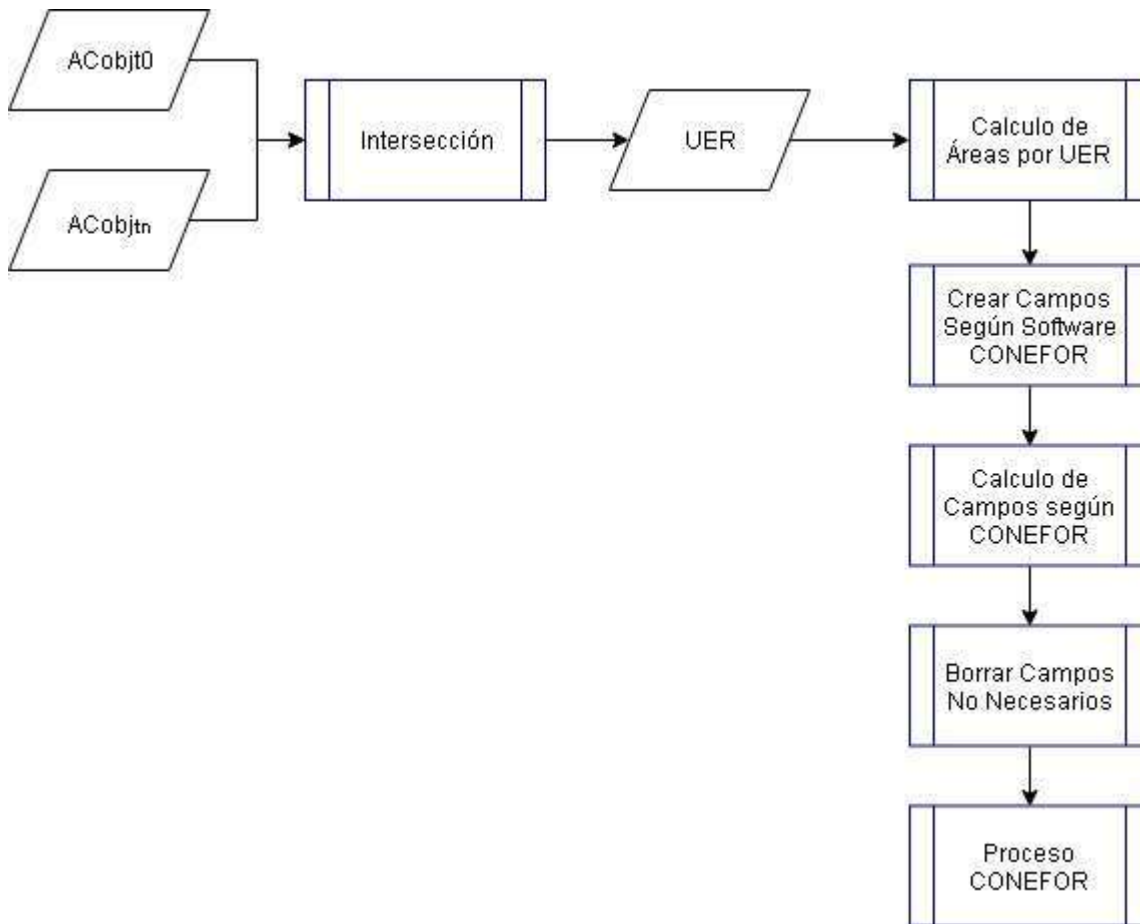 ACobjt0
ACobjtn
Intersección
UER
Calculo de
Áreas por UER
Crear Campos
Según Software
CONEFOR
Calculo de
Campos según
CONEFOR
Borrar Campos
No Necesarios
Proceso
CONEFOR